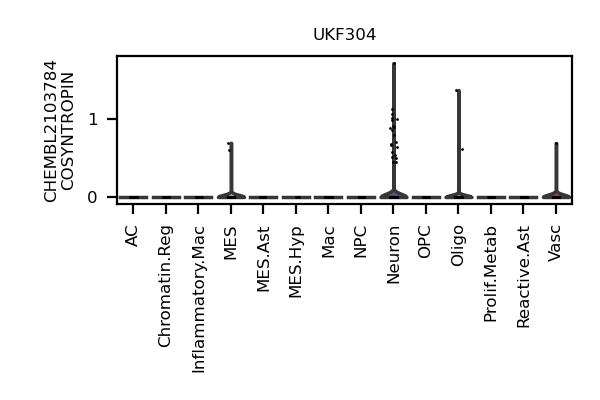 UKF304
CHEMBL2103784
COSYNTROPIN
1
0
AC
Chromatin.Reg
Inflammatory.Mac
MES
MES.Ast
MES.Hyp
Mac
NPC
Neuron
OPC
Oligo
Prolif.Metab
Reactive.Ast
Vasc